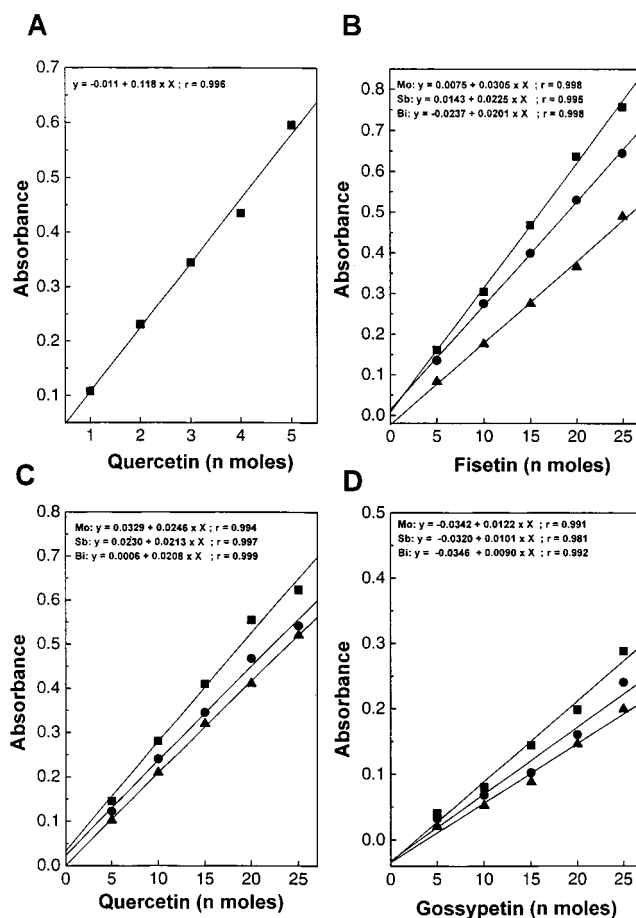 A
y = -0.011 + 0.118 x X ; r = 0.996
0.7
0.6
0.5
0.4
0.3
0.2
0.1
Absorbance
1 2 3 4 5
Quercetin (n moles)
B
Mo: y = 0.0075 + 0.0305 x X ; r = 0.998
Sb: y = 0.0143 + 0.0225 x X ; r = 0.995
Bi: y = -0.0237 + 0.0201 x X ; r = 0.998
0.8
0.7
0.6
0.5
0.4
0.3
0.2
0.1
0.0
Absorbance
0 5 10 15 20 25
Fisetin (n moles)
C
Mo: y = 0.0329 + 0.0246 x X ; r = 0.994
Sb: y = 0.0230 + 0.0213 x X ; r = 0.997
Bi: y = 0.0006 + 0.0208 x X ; r = 0.999
0.8
0.7
0.6
0.5
0.4
0.3
0.2
0.1
0.0
Absorbance
0 5 10 15 20 25
Quercetin (n moles)
D
Mo: y = -0.0342 + 0.0122 x X ; r = 0.991
Sb: y = -0.0320 + 0.0101 x X ; r = 0.981
Bi: y = -0.0346 + 0.0090 x X ; r = 0.992
0.5
0.4
0.3
0.2
0.1
0.0
Absorbance
0 5 10 15 20 25
Gossypetin (n moles)